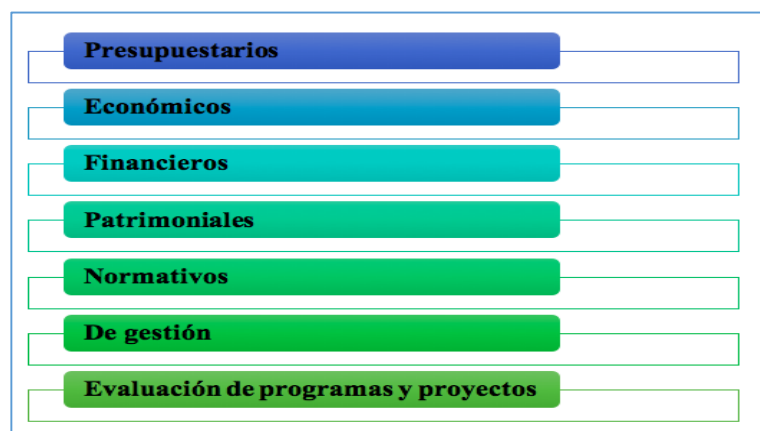 Presupuestarios
Económicos
Financieros
Patrimoniales
Normativos
De gestión
Evaluación de programas y proyectos